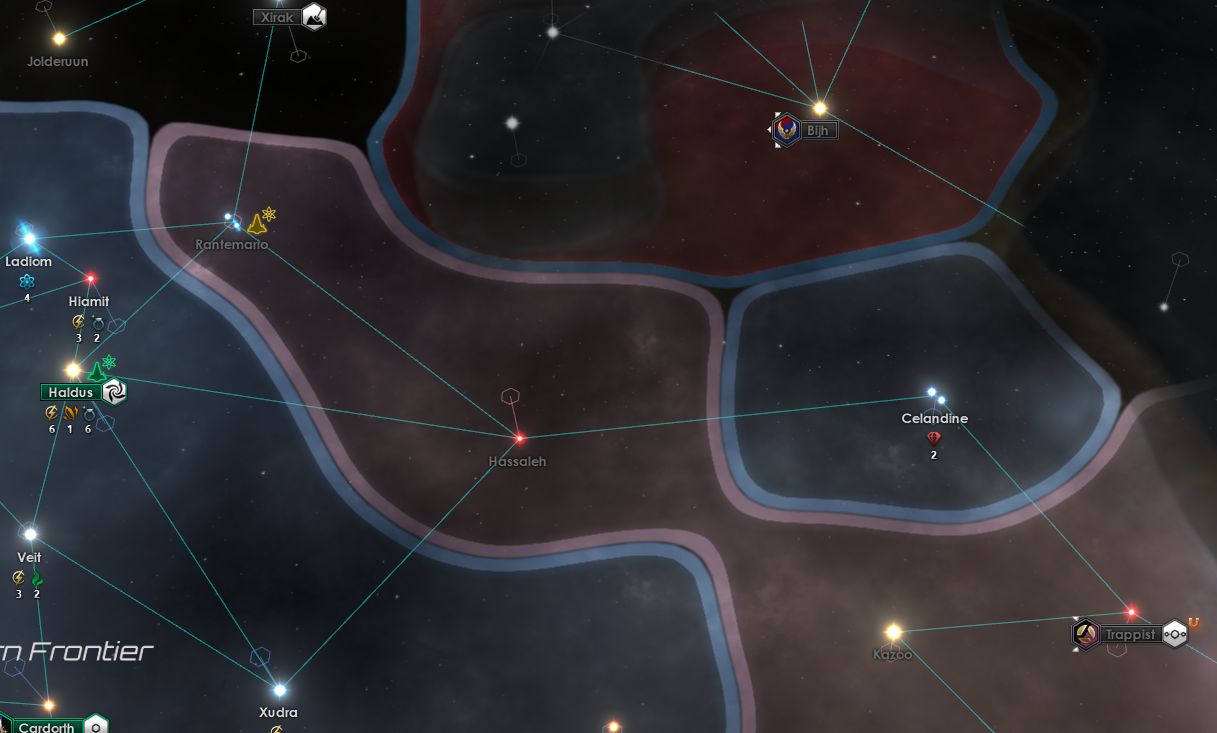 Xirak
Jolderuun
Bijh
Rantemario
Ladiom
4
Hiamit
3 2
Haldus
6 1 6
Celandine
2
Hassaleh
Veit
3 2
rn Frontier
Trappist
Kazoo
Xudra
Cardorth